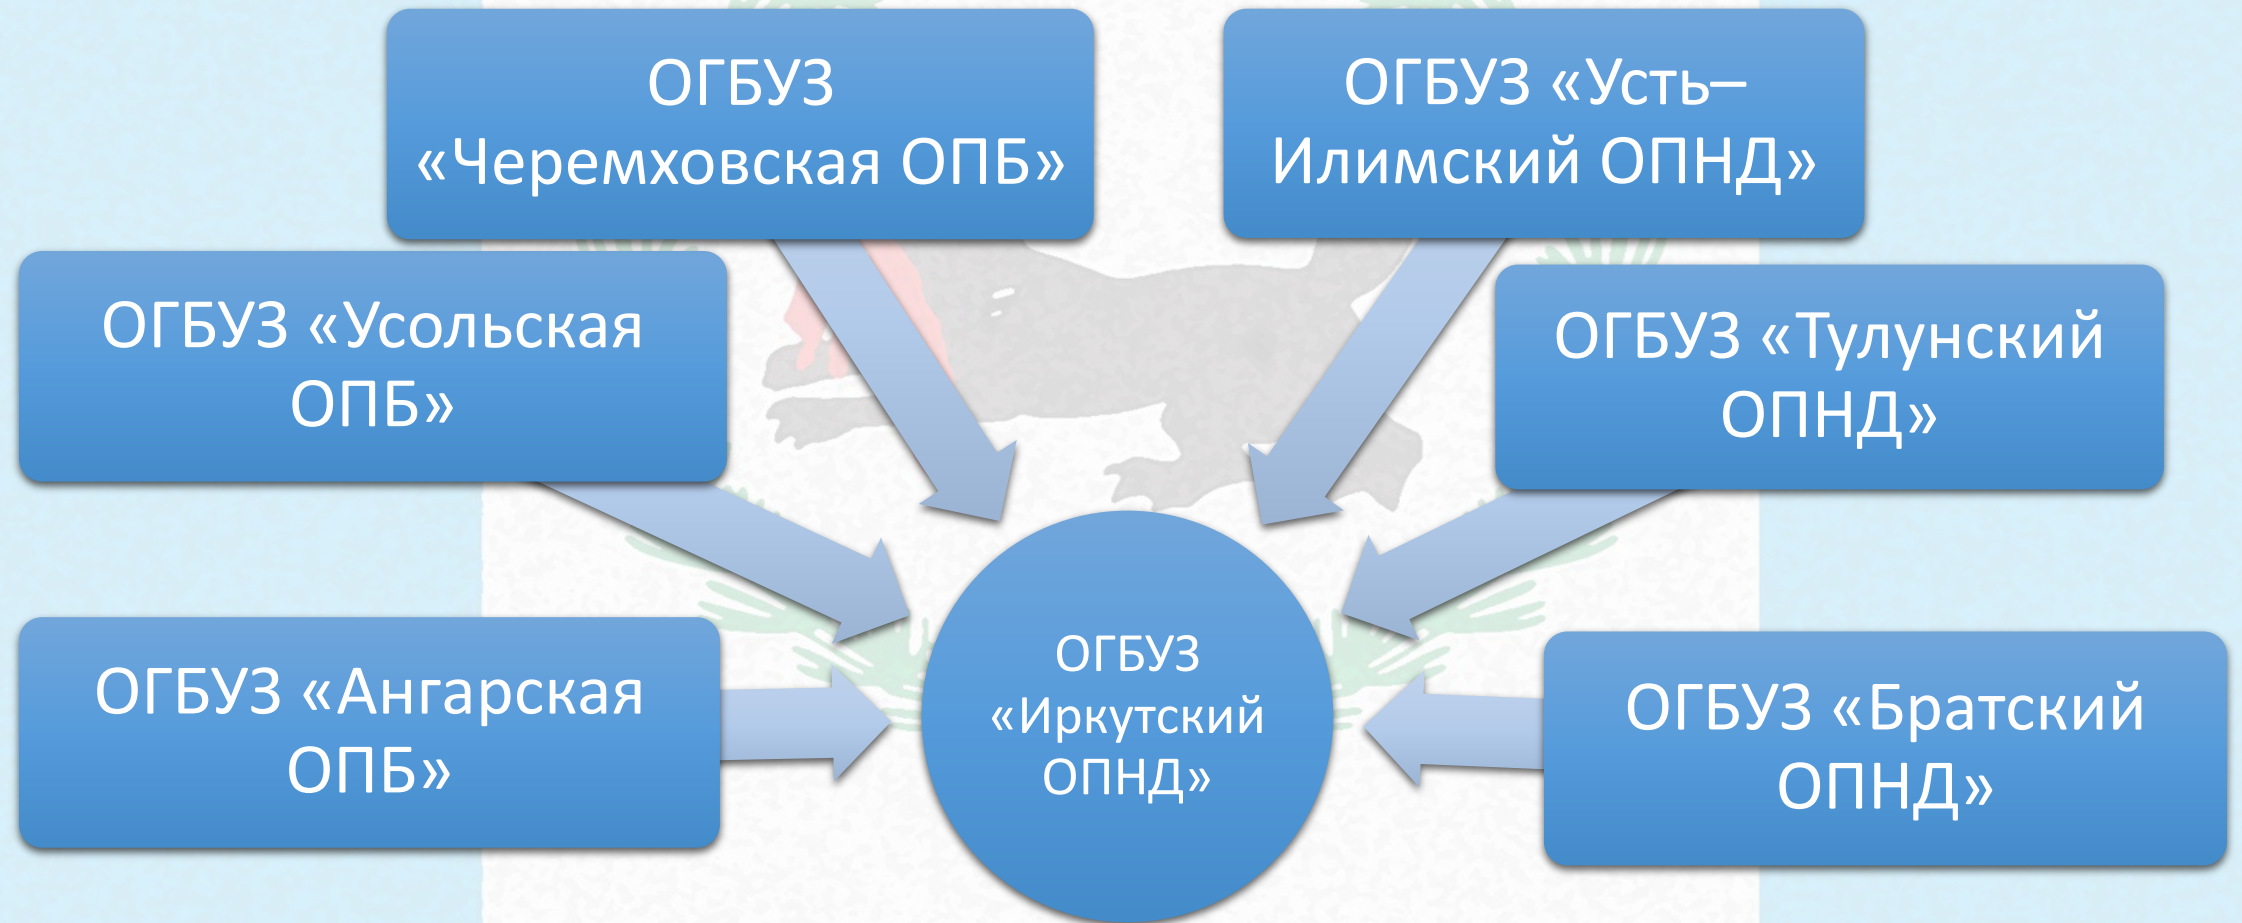 ОГБУЗ
«Черемховская ОПБ»
ОГБУЗ «Усть–
Илимский ОПНД»
ОГБУЗ «Усольская
ОПБ»
ОГБУЗ «Тулунский
ОПНД»
ОГБУЗ «Ангарская
ОПБ»
ОГБУЗ
«Иркутский
ОПНД»
ОГБУЗ «Братский
ОПНД»